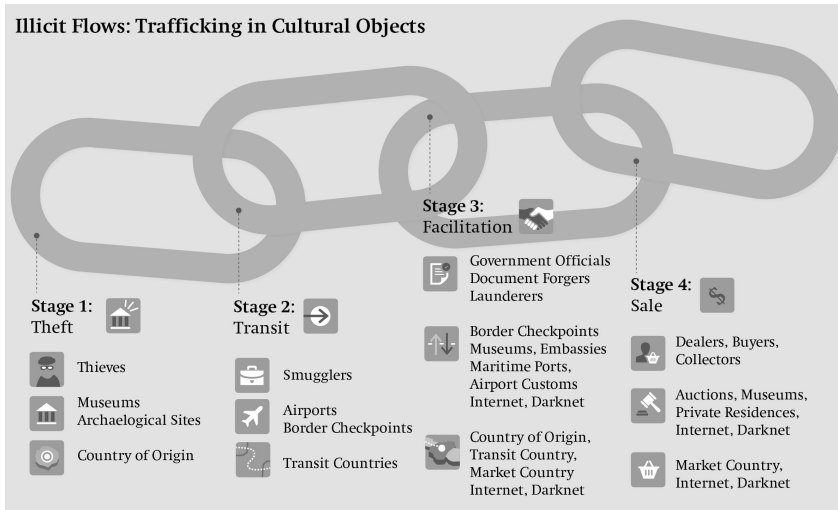 Illicit Flows: Trafficking in Cultural Objects
Stage 1:
Theft
Thieves
Museums
Archaelogical Sites
Country of Origin
Stage 2:
Transit
Smugglers
Airports
Border Checkpoints
Transit Countries
Stage 3:
Facilitation
Government Officials
Document Forgers
Launderers
Border Checkpoints
Museums, Embassies
Maritime Ports,
Airport Customs
Internet, Darknet
Country of Origin,
Transit Country,
Market Country
Internet, Darknet
Stage 4:
Sale
Dealers, Buyers,
Collectors
Auctions, Museums,
Private Residences,
Internet, Darknet
Market Country,
Internet, Darknet